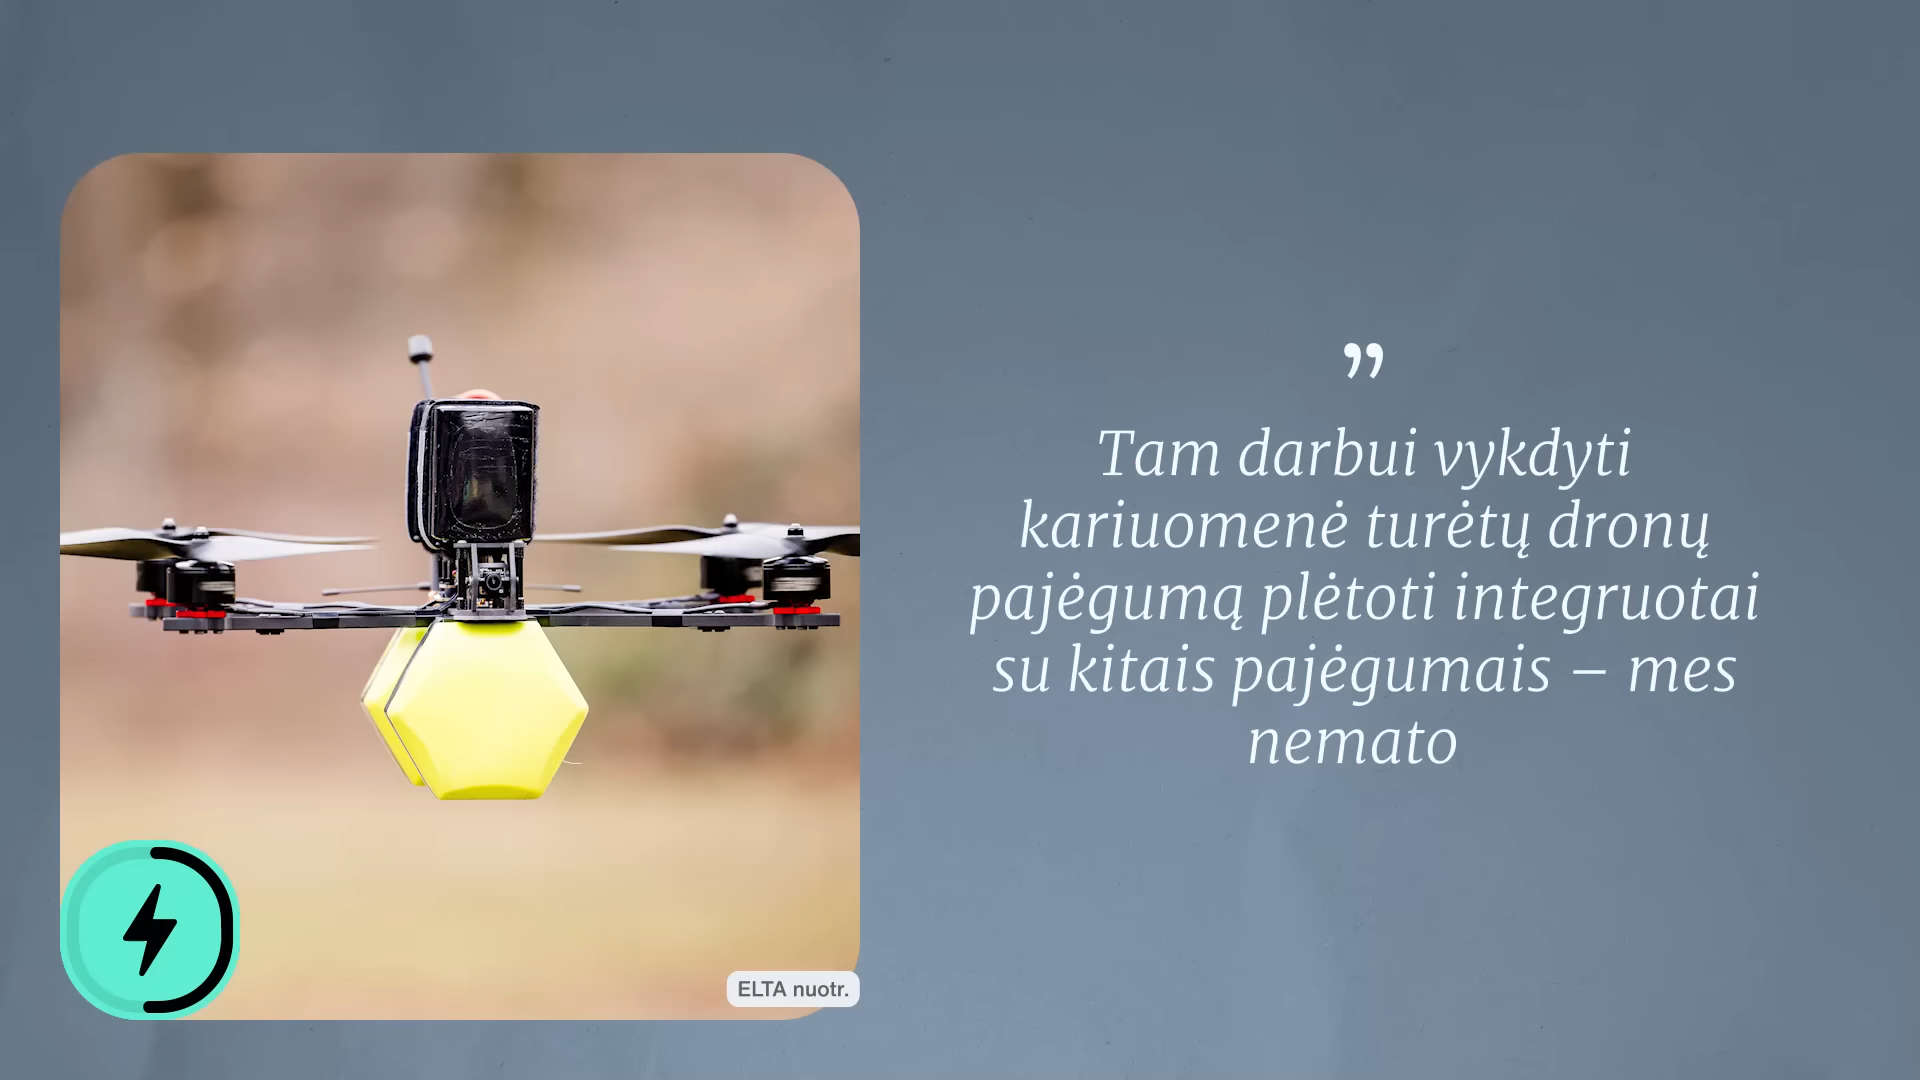 ”
Tam darbui vykdyti
kariuomenė turėtų dronų
pajėgumą plėtoti integruotai
su kitais pajėgumais – mes
nemato
ELTA nuotr.